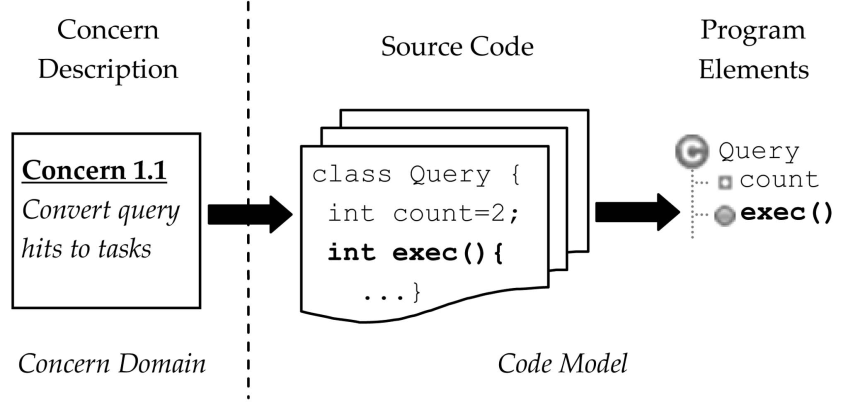 Concern
Description
Source Code
Program
Elements
Concern 1.1
Convert query
hits to tasks
class Query {
int count=2;
int exec(){
...}
C Query
count
exec()
Concern Domain
Code Model